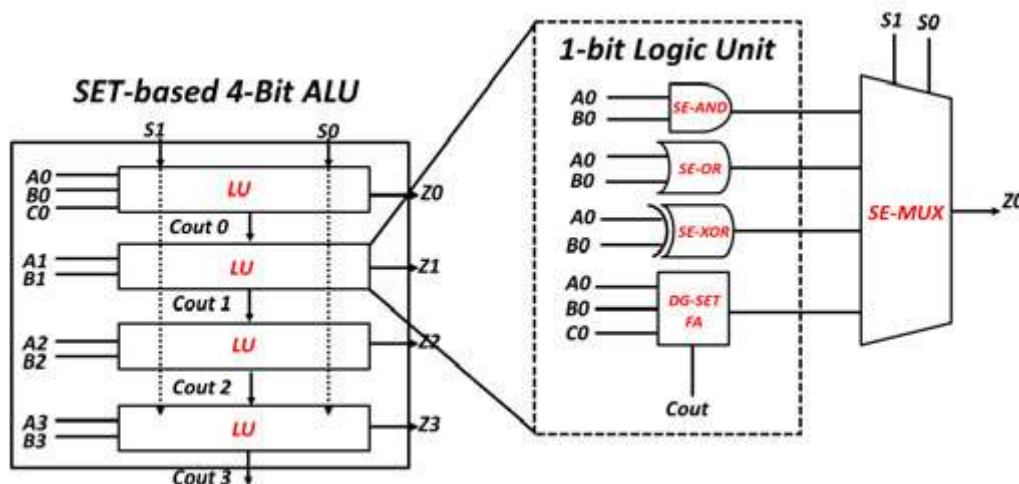 SET-based 4-Bit ALU
S1 S0
A0
B0
C0
LU
Z0
Cout 0
A1
B1
LU
Z1
Cout 1
A2
B2
LU
Z2
Cout 2
A3
B3
LU
Z3
Cout 3
1-bit Logic Unit
A0
B0
SE-AND
A0
B0
SE-OR
A0
B0
SE-XOR
A0
B0
C0
DG-SET
FA
Cout
S1 S0
SE-MUX
Z0